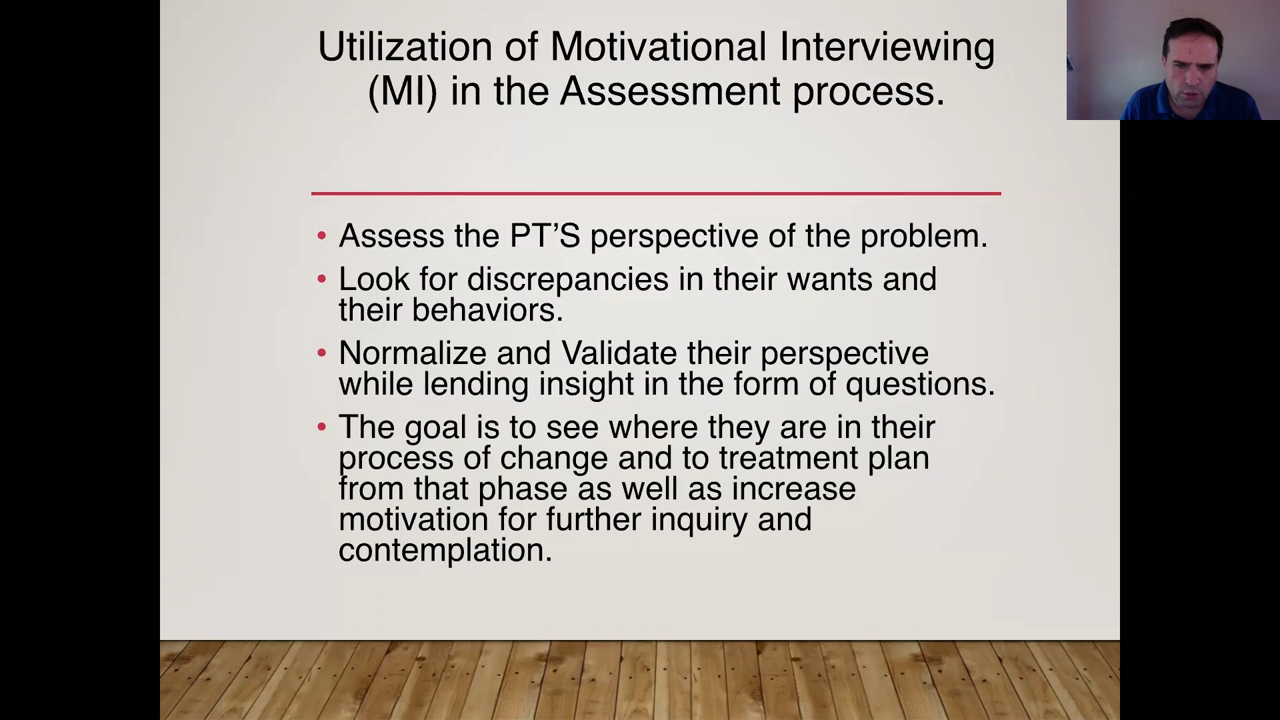 Utilization of Motivational Interviewing
(MI) in the Assessment process.
• Assess the PT’S perspective of the problem.
• Look for discrepancies in their wants and
their behaviors.
• Normalize and Validate their perspective
while lending insight in the form of questions.
• The goal is to see where they are in their
process of change and to treatment plan
from that phase as well as increase
motivation for further inquiry and
contemplation.